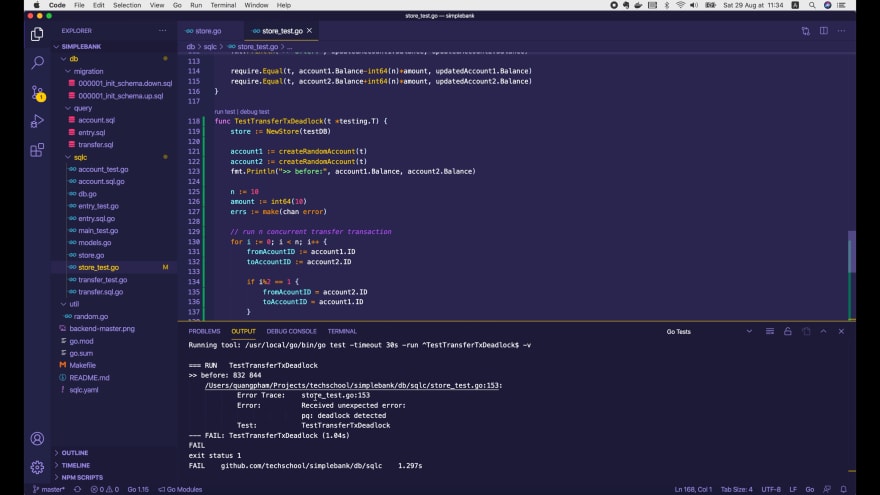 Code File Edit Selection View Go Run Terminal Window Help
Sat 29 Aug at 11:34
store_test.go — simplebank
EXPLORER
SIMPLEBANK
db
migration
000001_init_schema.down.sql
000001_init_schema.up.sql
query
account.sql
entry.sql
transfer.sql
sqlc
account_test.go
account.sql.go
db.go
entry_test.go
entry.sql.go
main_test.go
models.go
store.go
store_test.go M
transfer_test.go
transfer.sql.go
util
random.go
backend-master.png
go.mod
go.sum
Makefile
README.md
sqlc.yaml
OUTLINE
TIMELINE
NPM SCRIPTS
store.go store_test.go
db > sqlc > store_test.go > ...
113
114 require.Equal(t, account1.Balance-int64(n)*amount, updatedAccount1.Balance)
115 require.Equal(t, account2.Balance+int64(n)*amount, updatedAccount2.Balance)
116 }
117
run test | debug test
118 func TestTransferTxDeadlock(t *testing.T) {
119 store := NewStore(testDB)
120
121 account1 := createRandomAccount(t)
122 account2 := createRandomAccount(t)
123 fmt.Println(">> before:", account1.Balance, account2.Balance)
124
125 n := 10
126 amount := int64(10)
127 errs := make(chan error)
128
129 // run n concurrent transfer transaction
130 for i := 0; i < n; i++ {
131 fromAcountID := account1.ID
132 toAccountID := account2.ID
133
134 if i%2 == 1 {
135 fromAcountID = account2.ID
136 toAccountID = account1.ID
137 }
PROBLEMS OUTPUT DEBUG CONSOLE TERMINAL Go Tests
Running tool: /usr/local/go/bin/go test -timeout 30s -run ^TestTransferTxDeadlock$ -v
=== RUN TestTransferTxDeadlock
>> before: 832 844
/Users/quangpham/Projects/techschool/simplebank/db/sqlc/store_test.go:153:
Error Trace: store_test.go:153
Error: Received unexpected error:
pq: deadlock detected
Test: TestTransferTxDeadlock
--- FAIL: TestTransferTxDeadlock (1.04s)
FAIL
exit status 1
FAIL github.com/techschool/simplebank/db/sqlc 1.297s
master* 0 0 Go 1.15 Go Modules Ln 168, Col 1 Tab Size: 4 UTF-8 LF Go